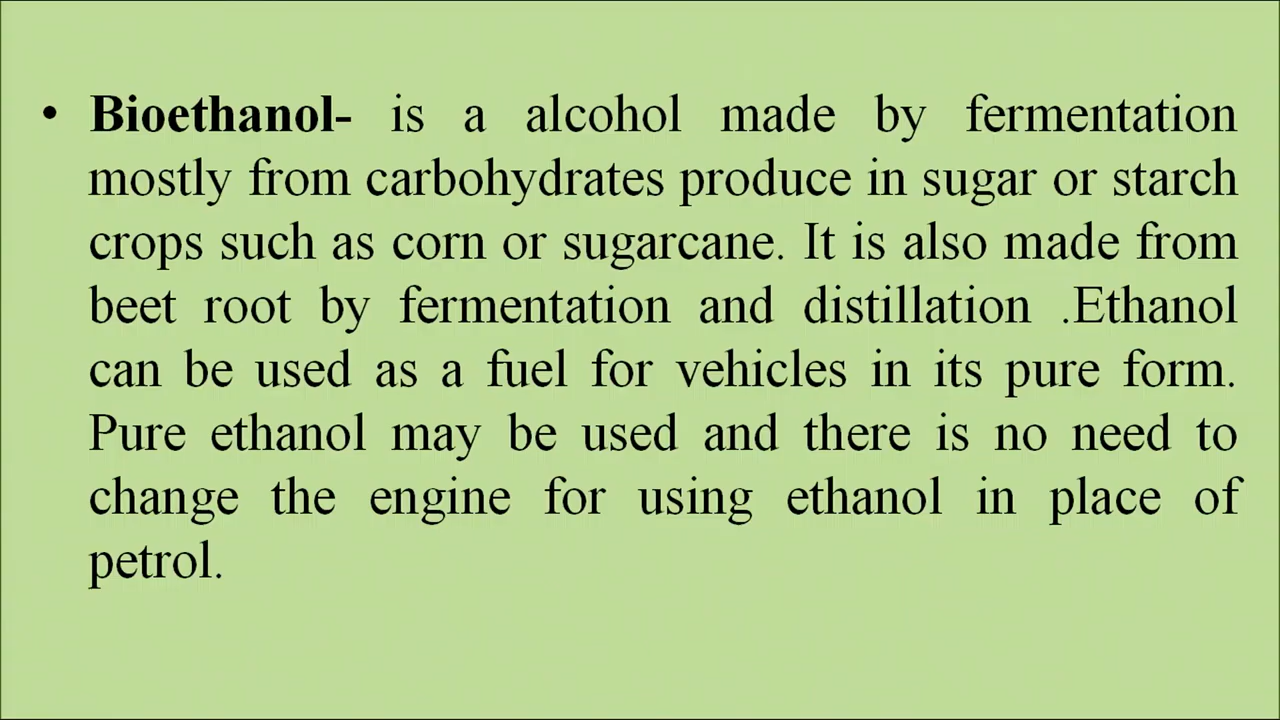 • Bioethanol- is a alcohol made by fermentation
mostly from carbohydrates produce in sugar or starch
crops such as corn or sugarcane. It is also made from
beet root by fermentation and distillation .Ethanol
can be used as a fuel for vehicles in its pure form.
Pure ethanol may be used and there is no need to
change the engine for using ethanol in place of
petrol.